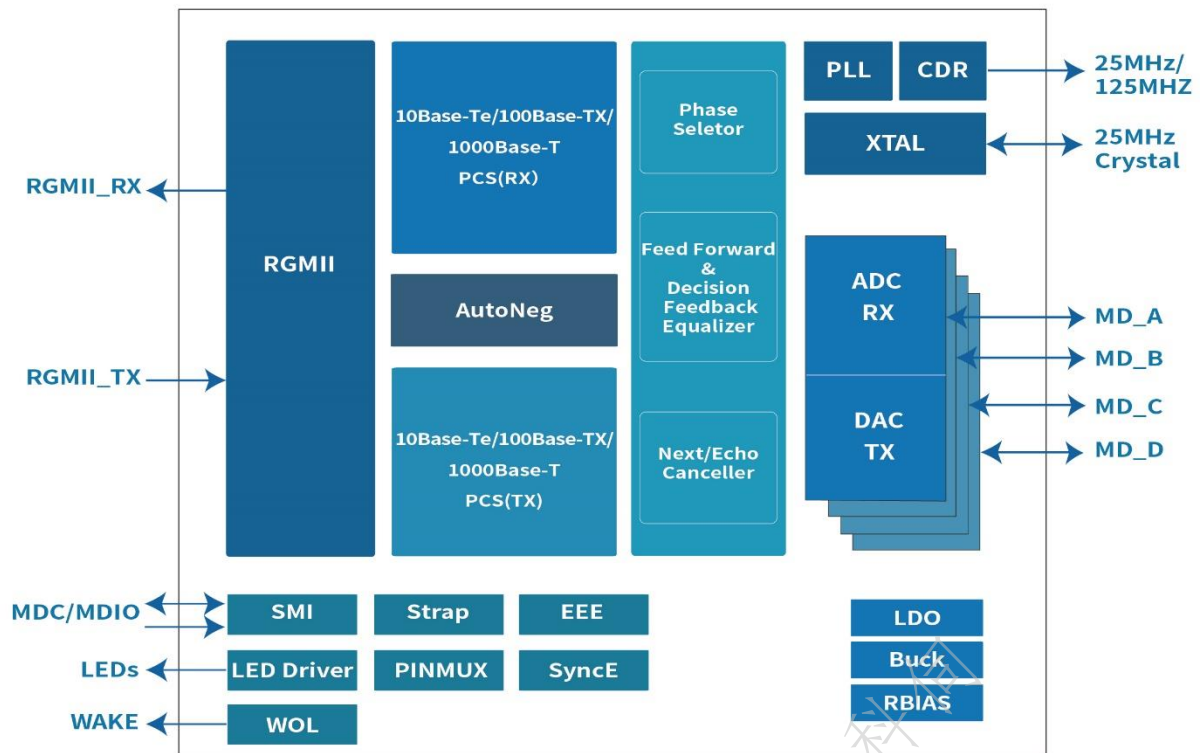 RGMII_RX
RGMII_TX
RGMII
10Base-Te/100Base-TX/
1000Base-T
PCS(RX)
AutoNeg
10Base-Te/100Base-TX/
1000Base-T
PCS(TX)
Phase
Seletor
Feed Forward
&
Decision
Feedback
Equalizer
Next/Echo
Canceller
PLL
CDR
25MHz/
125MHZ
XTAL
25MHz
Crystal
ADC
RX
DAC
TX
MD_A
MD_B
MD_C
MD_D
MDC/MDIO
SMI
Strap
EEE
LEDs
LED Driver
PINMUX
SyncE
WAKE
WOL
LDO
Buck
RBIAS